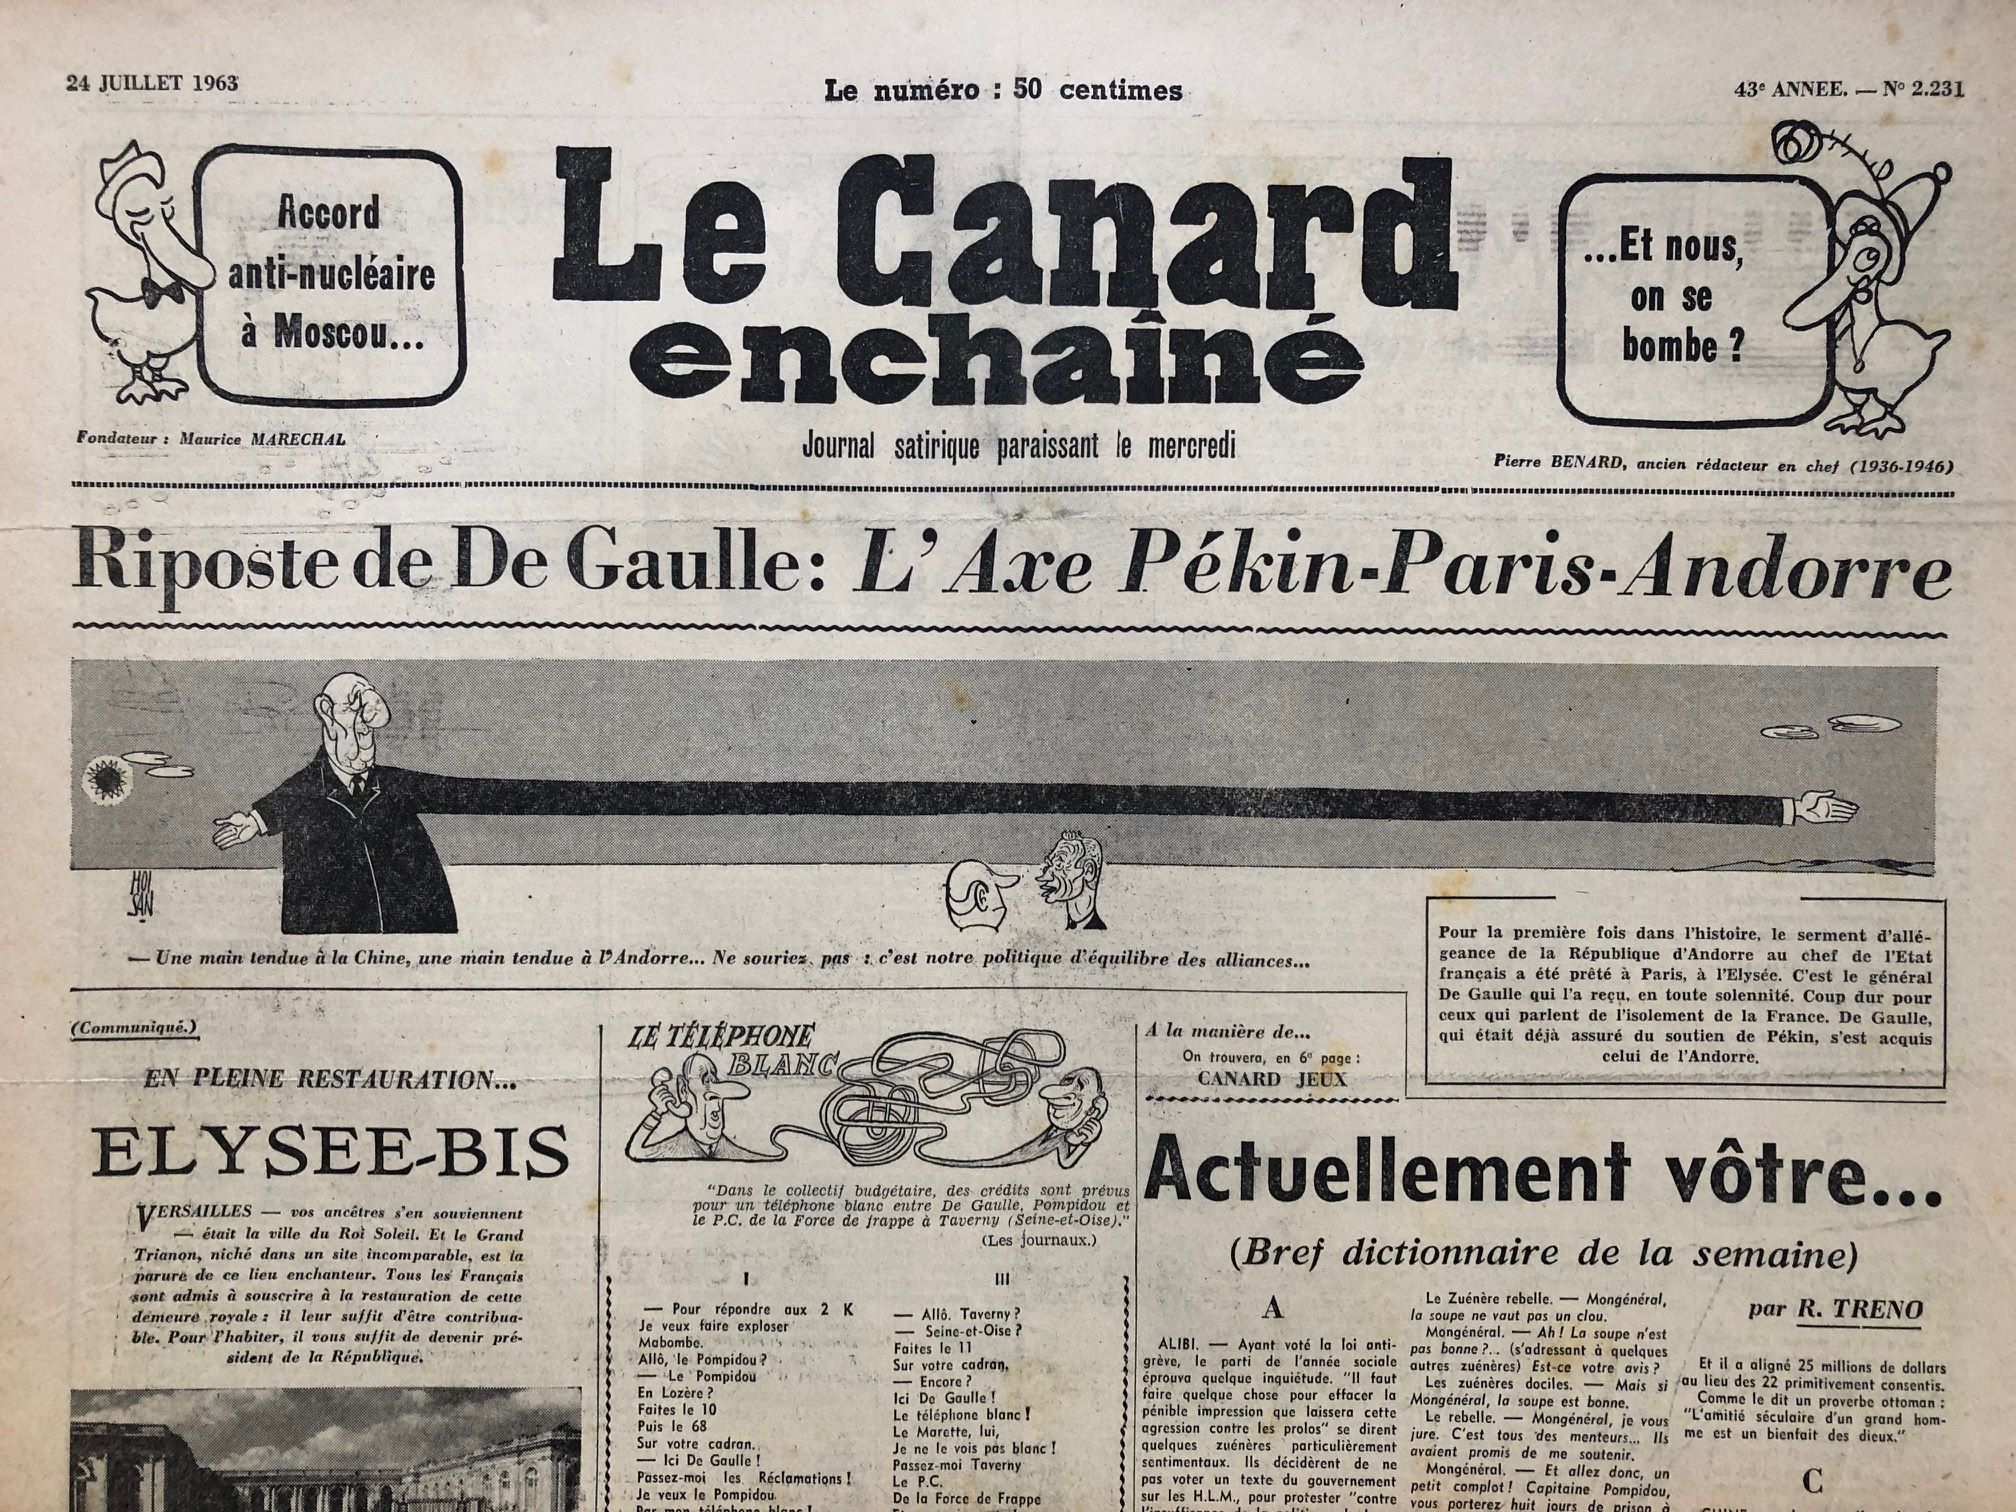 24 JUILLET 1963
Le numéro : 50 centimes
43e ANNEE. — No 2.231
Accord
anti-nucléaire
à Moscou...
Le Canard
enchaîné
...Et nous,
on se
bombe ?
Fondateur : Maurice MARECHAL
Journal satirique paraissant le mercredi
Pierre BENARD, ancien rédacteur en chef (1936-1946)
Riposte de De Gaulle : L'Axe Pékin-Paris-Andorre
MOISAN
— Une main tendue à la Chine, une main tendue à l'Andorre... Ne souriez pas : c'est notre politique d'équilibre des alliances...
Pour la première fois dans l'histoire, le serment d'allé-
geance de la République d'Andorre au chef de l'Etat
français a été prêté à Paris, à l'Elysée. C'est le général
De Gaulle qui l'a reçu, en toute solennité. Coup dur pour
ceux qui parlent de l'isolement de la France. De Gaulle,
qui était déjà assuré du soutien de Pékin, s'est acquis
celui de l'Andorre.
(Communiqué.)
EN PLEINE RESTAURATION...
ELYSEE-BIS
VERSAILLES — vos ancêtres s'en souviennent
— était la ville du Roi Soleil. Et le Grand
Trianon, niché dans un site incomparable, est la
parure de ce lieu enchanteur. Tous les Français
sont admis à souscrire à la restauration de cette
demeure royale : il leur suffit d'être contribua-
ble. Pour l'habiter, il vous suffit de devenir pré-
sident de la République.
LE TÉLÉPHONE
BLANC
"Dans le collectif budgétaire, des crédits sont prévus
pour un téléphone blanc entre De Gaulle, Pompidou et
le P.C. de la Force de frappe à Taverny (Seine-et-Oise)."
(Les journaux.)
I
— Pour répondre aux 2 K
Je veux faire exploser
Mabombe.
Allô, le Pompidou ?
— Le Pompidou
En Lozère ?
Faites le 10
Puis le 68
Sur votre cadran.
— Ici De Gaulle !
Passez-moi les Réclamations !
Je veux le Pompidou
Par mon téléphone blanc !
III
— Allô. Taverny ?
— Seine-et-Oise ?
Faites le 11
Sur votre cadran.
— Encore ?
Ici De Gaulle !
Le téléphone blanc !
Le Marette, lui,
Je ne le vois pas blanc !
Passez-moi Taverny
Le P.C.
De la Force de Frappe
A la manière de...
On trouvera, en 6e page :
CANARD JEUX
Actuellement vôtre...
(Bref dictionnaire de la semaine)
A
ALIBI. — Ayant voté la loi anti-
grève, le parti de l'année sociale
éprouva quelque inquiétude. "Il faut
faire quelque chose pour effacer la
pénible impression que laissera cette
agression contre les prolos" se dirent
quelques zuénères particulièrement
sentimentaux. Ils décidèrent de ne
pas voter un texte du gouvernement
sur les H.L.M., pour protester "contre
Le Zuénère rebelle. — Mongénéral,
la soupe ne vaut pas un clou.
Mongénéral. — Ah ! La soupe n'est
pas bonne ?... (s'adressant à quelques
autres zuénères) Est-ce votre avis ?
Les zuénères dociles. — Mais si
Mongénéral, la soupe est bonne.
Le rebelle. — Mongénéral, je vous
jure. C'est tous des menteurs... Ils
avaient promis de me soutenir.
Mongénéral. — Et allez donc, un
petit complot ! Capitaine Pompidou,
vous porterez huit jours de prison à
par R. TRENO
Et il a aligné 25 millions de dollars
au lieu des 22 primitivement consentis.
Comme le dit un proverbe ottoman :
"L'amitié séculaire d'un grand hom-
me est un bienfait des dieux."
C